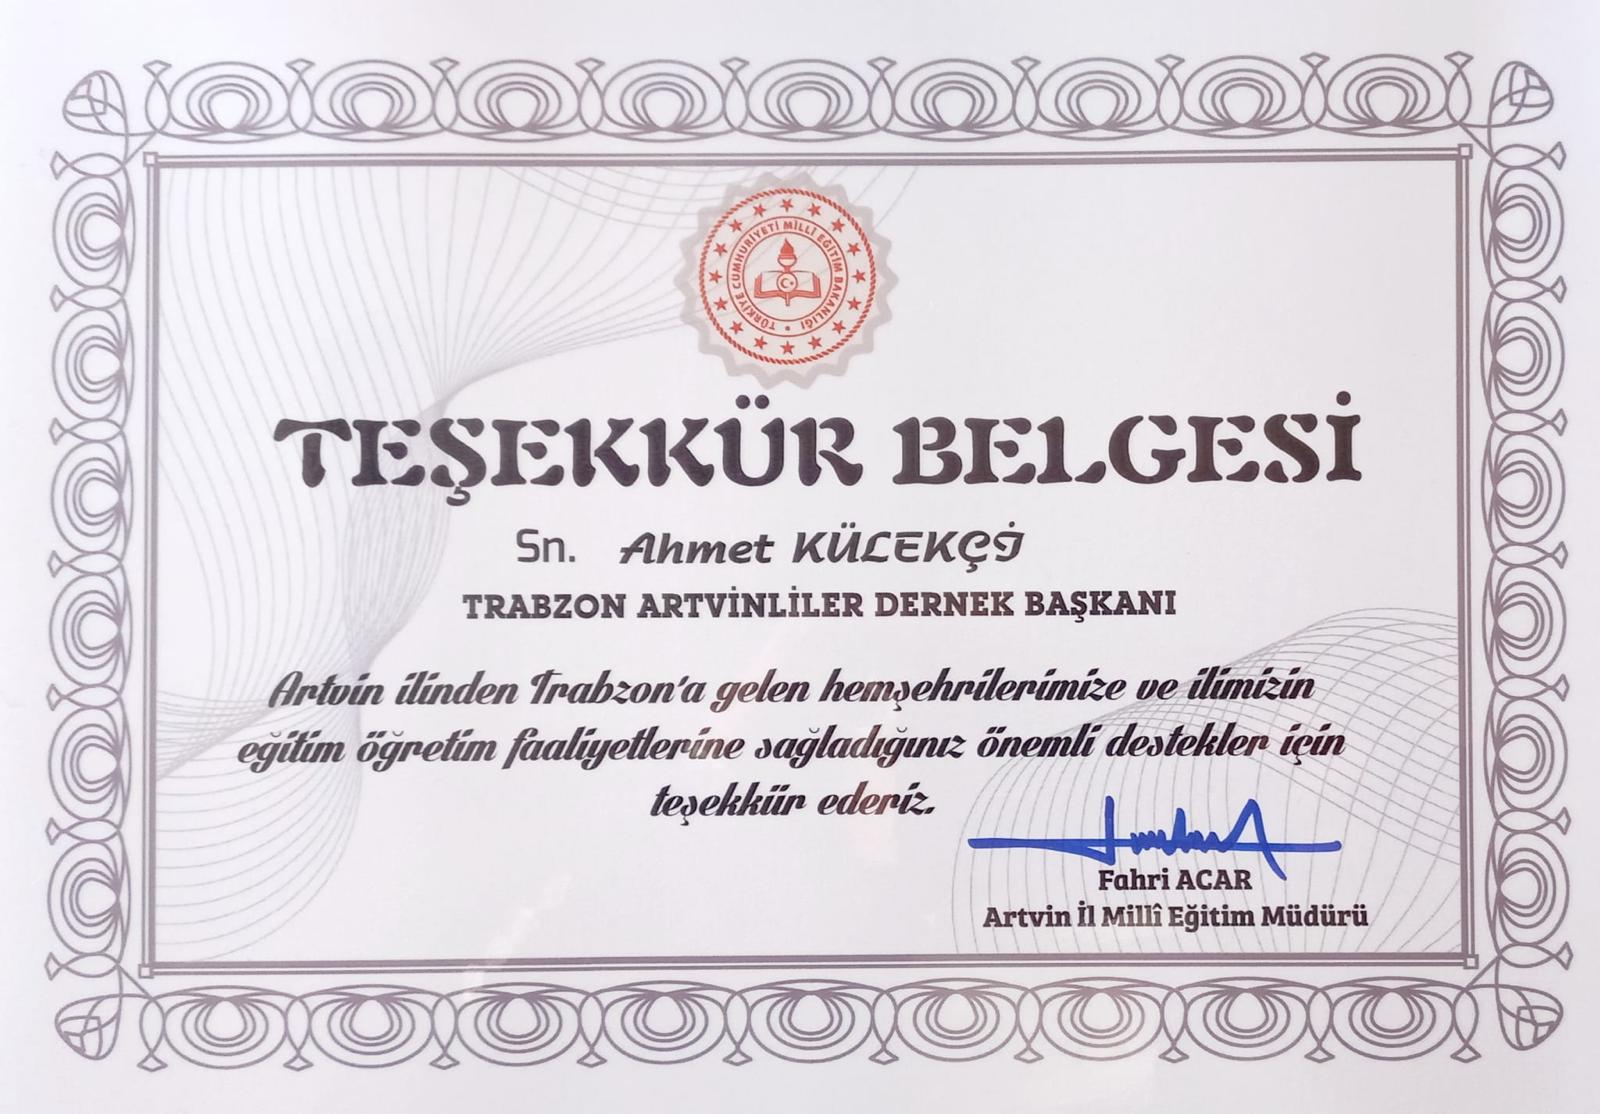 TÜRKİYE CUMHURİYETİ MİLLÎ EĞİTİM BAKANLIĞI
TEŞEKKÜR BELGESİ
Sn. Ahmet KÜLEKÇİ
TRABZON ARTVİNLİLER DERNEK BAŞKANI
Artvin ilinden Trabzon'a gelen hemşehrilerimize ve ilimizin
eğitim öğretim faaliyetlerine sağladığınız önemli destekler için
teşekkür ederiz.
Fahri ACAR
Artvin İl Millî Eğitim Müdürü